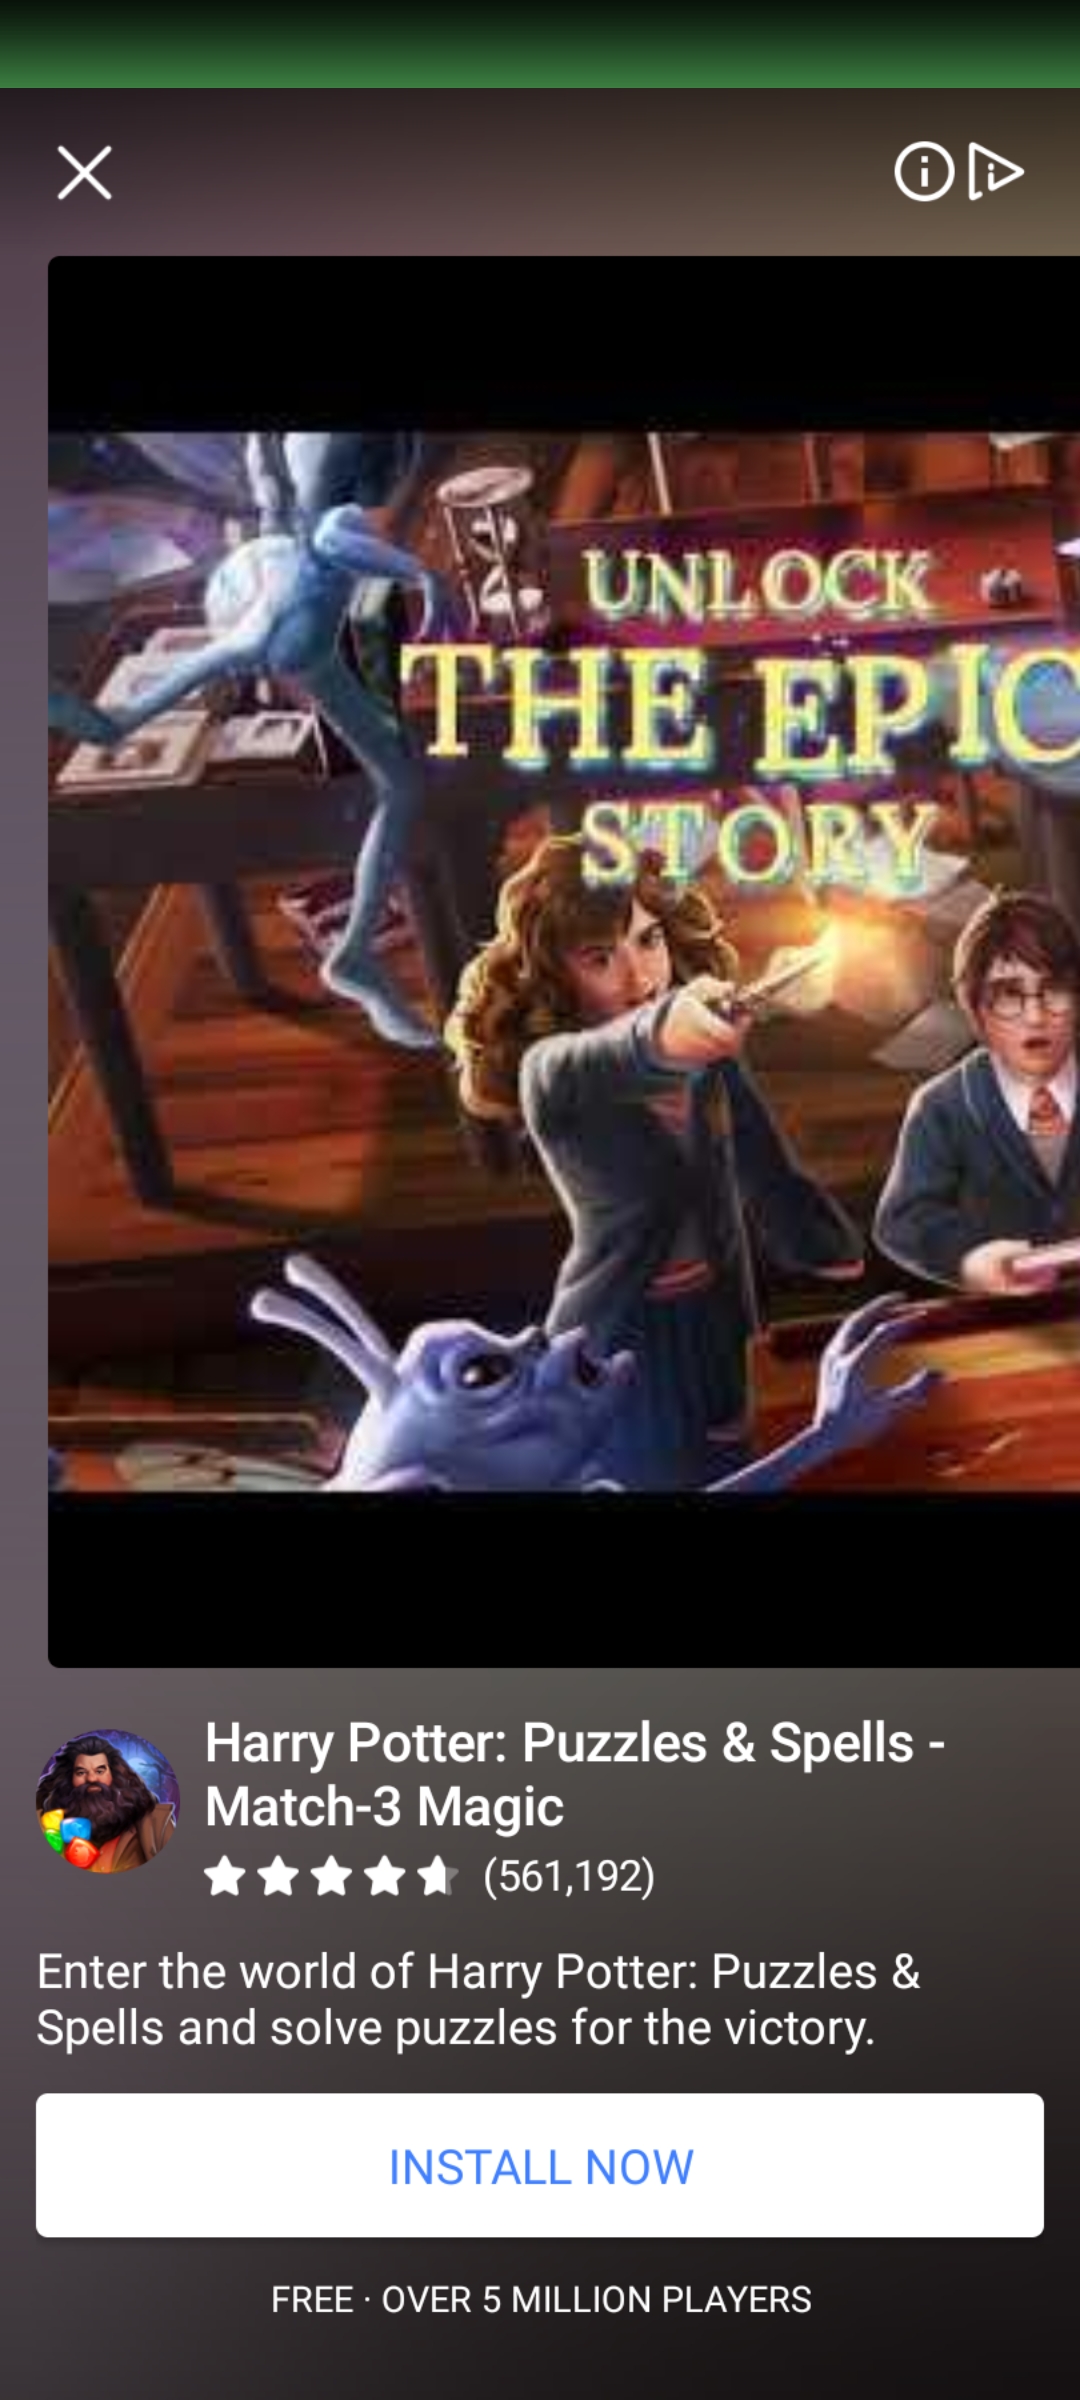 UNLOCK
THE EPIC
STORY
Harry Potter: Puzzles & Spells -
Match-3 Magic
(561,192)
Enter the world of Harry Potter: Puzzles &
Spells and solve puzzles for the victory.
INSTALL NOW
FREE · OVER 5 MILLION PLAYERS